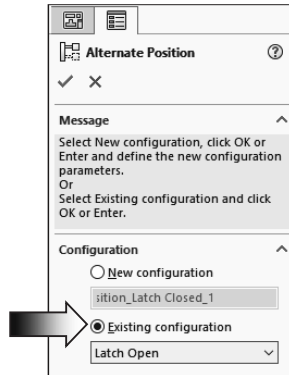 Alternate Position
Message
Select New configuration, click OK or
Enter and define the new configuration
parameters.
Or
Select Existing configuration and click
OK or Enter.
Configuration
New configuration
sition_Latch Closed_1
Existing configuration
Latch Open